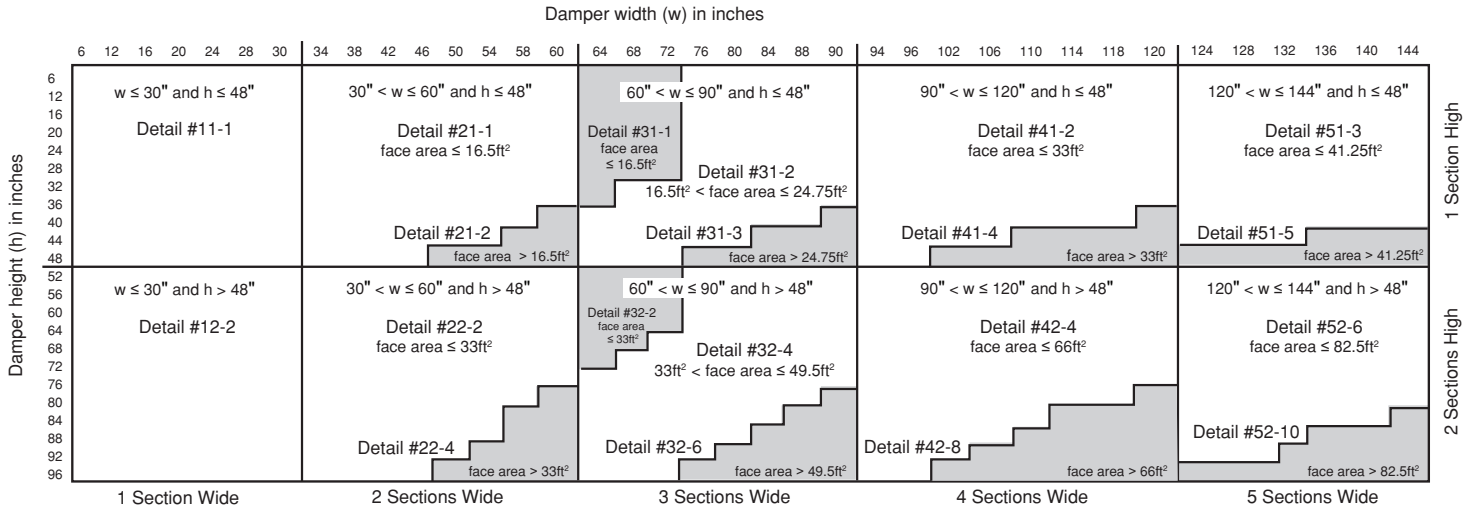 Damper width (w) in inches
6 12 16 20 24 28 30 34 38 42 46 50 54 58 60 64 68 72 76 80 84 88 90 94 96 102 106 110 114 118 120 124 128 132 136 140 144
Damper height (h) in inches
6
12
16
20
24
28
32
36
40
44
48
52
56
60
64
68
72
76
80
84
88
92
96
w ≤ 30" and h ≤ 48"
Detail #11-1
30" < w ≤ 60" and h ≤ 48"
Detail #21-1
face area ≤ 16.5ft²
Detail #21-2
face area > 16.5ft²
60" < w ≤ 90" and h ≤ 48"
Detail #31-1
face area
≤ 16.5ft²
Detail #31-2
16.5ft² < face area ≤ 24.75ft²
Detail #31-3
face area > 24.75ft²
90" < w ≤ 120" and h ≤ 48"
Detail #41-2
face area ≤ 33ft²
Detail #41-4
face area > 33ft²
120" < w ≤ 144" and h ≤ 48"
Detail #51-3
face area ≤ 41.25ft²
Detail #51-5
face area > 41.25ft²
1 Section High
w ≤ 30" and h > 48"
Detail #12-2
30" < w ≤ 60" and h > 48"
Detail #22-2
face area ≤ 33ft²
Detail #22-4
face area > 33ft²
60" < w ≤ 90" and h > 48"
Detail #32-2
face area
≤ 33ft²
Detail #32-4
33ft² < face area ≤ 49.5ft²
Detail #32-6
face area > 49.5ft²
90" < w ≤ 120" and h > 48"
Detail #42-4
face area ≤ 66ft²
Detail #42-8
face area > 66ft²
120" < w ≤ 144" and h > 48"
Detail #52-6
face area ≤ 82.5ft²
Detail #52-10
face area > 82.5ft²
2 Sections High
1 Section Wide
2 Sections Wide
3 Sections Wide
4 Sections Wide
5 Sections Wide